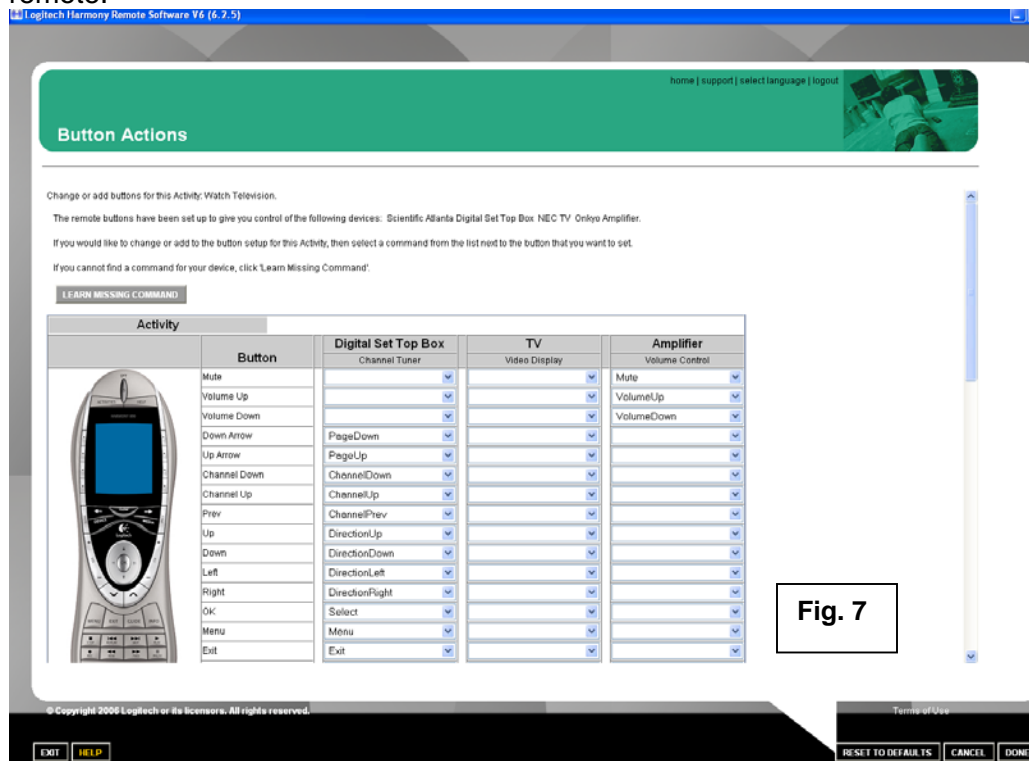 remote.
Logitech Harmony Remote Software V6 (6.2.5)
home | support | select language | logout
Button Actions
Change or add buttons for this Activity: Watch Television.
The remote buttons have been set up to give you control of the following devices: Scientific Atlanta Digital Set Top Box NEC TV Onkyo Amplifier.
If you would like to change or add to the button setup for this Activity, then select a command from the list next to the button that you want to set.
If you cannot find a command for your device, click 'Learn Missing Command'.
LEARN MISSING COMMAND
Activity
Button Digital Set Top Box TV Amplifier
Channel Tuner Video Display Volume Control
Mute Mute
Volume Up VolumeUp
Volume Down VolumeDown
Down Arrow PageDown
Up Arrow PageUp
Channel Down ChannelDown
Channel Up ChannelUp
Prev ChannelPrev
Up DirectionUp
Down DirectionDown
Left DirectionLeft
Right DirectionRight
OK Select
Menu Menu
Exit Exit
Fig. 7
© Copyright 2006 Logitech or its licensors. All rights reserved.
Terms of Use
EXIT HELP RESET TO DEFAULTS CANCEL DONE